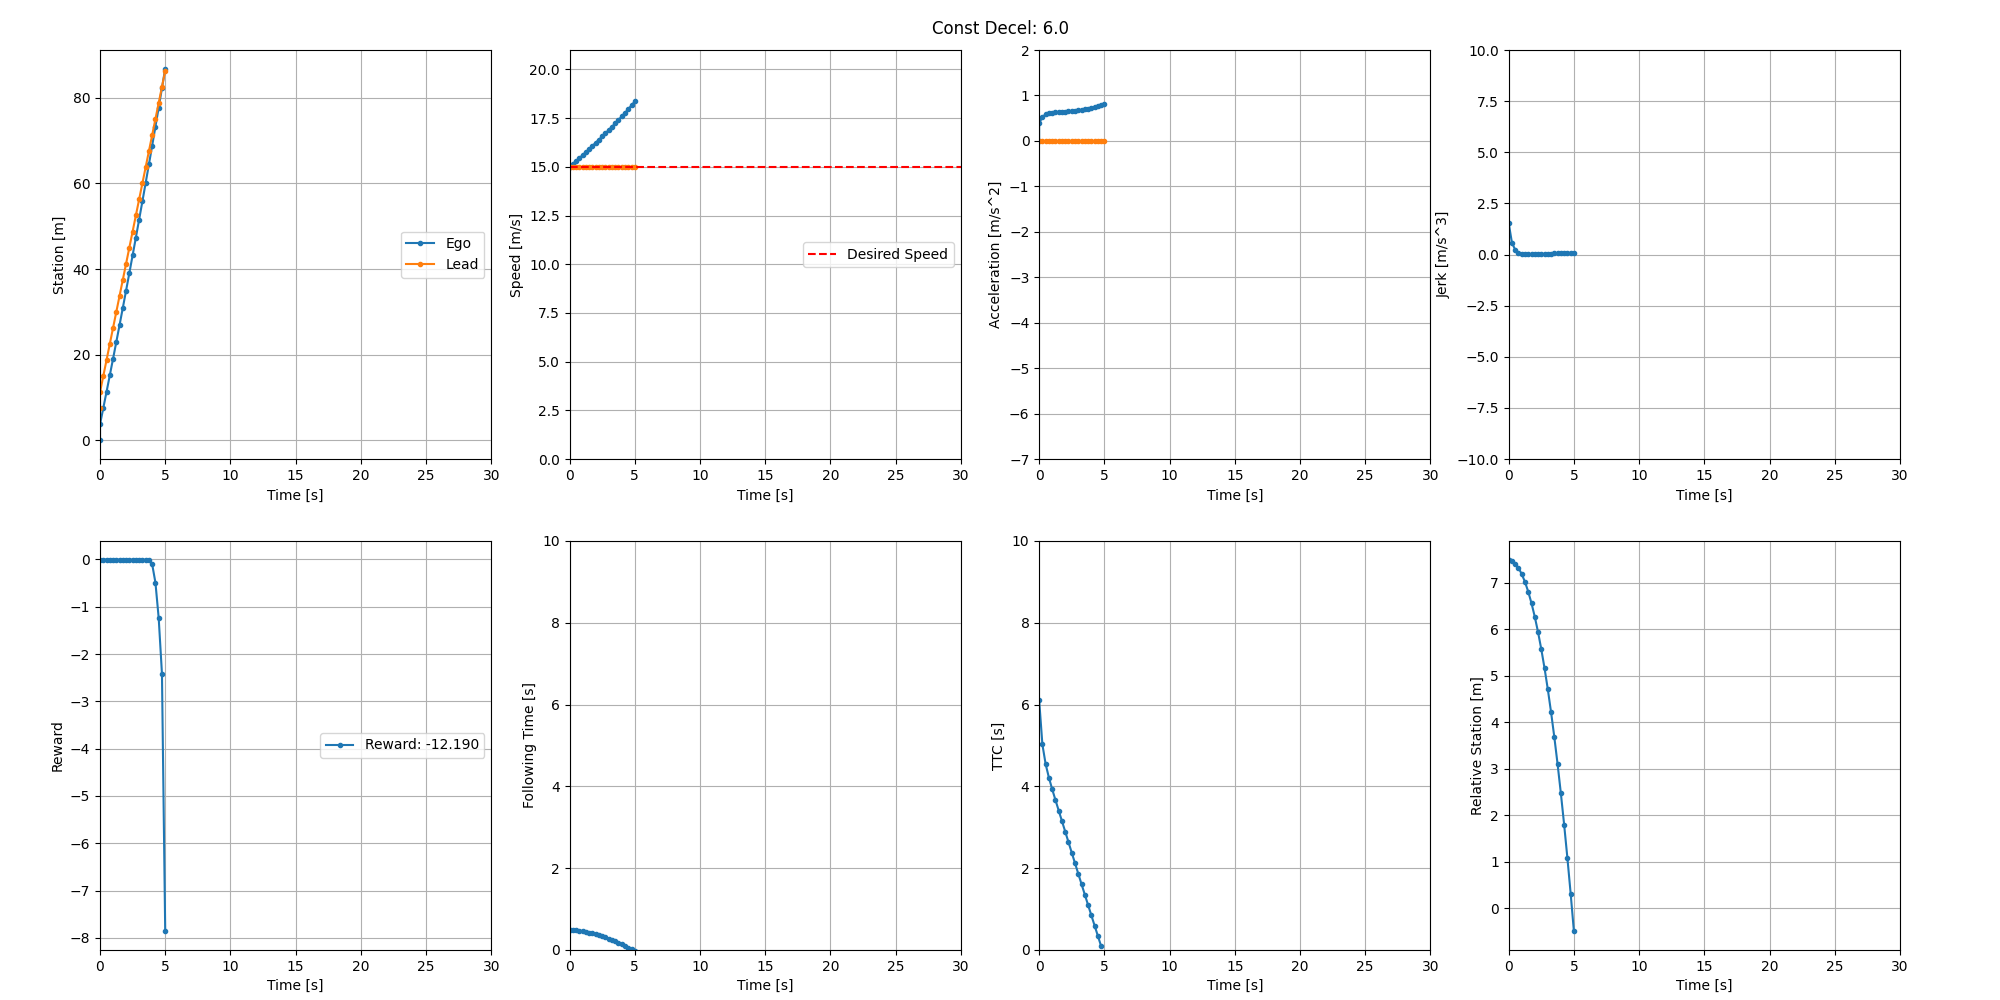 Const Decel: 6.0
80
60
40
20
0
Station [m]
Ego
Lead
0 5 10 15 20 25 30
Time [s]
20.0
17.5
15.0
12.5
10.0
7.5
5.0
2.5
0.0
Speed [m/s]
Desired Speed
0 5 10 15 20 25 30
Time [s]
2
1
0
−1
−2
−3
−4
−5
−6
−7
Acceleration [m/s^2]
0 5 10 15 20 25 30
Time [s]
10.0
7.5
5.0
2.5
0.0
−2.5
−5.0
−7.5
−10.0
Jerk [m/s^3]
0 5 10 15 20 25 30
Time [s]
0
−1
−2
−3
−4
−5
−6
−7
−8
Reward
Reward: -12.190
0 5 10 15 20 25 30
Time [s]
10
8
6
4
2
0
Following Time [s]
0 5 10 15 20 25 30
Time [s]
10
8
6
4
2
0
TTC [s]
0 5 10 15 20 25 30
Time [s]
7
6
5
4
3
2
1
0
Relative Station [m]
0 5 10 15 20 25 30
Time [s]